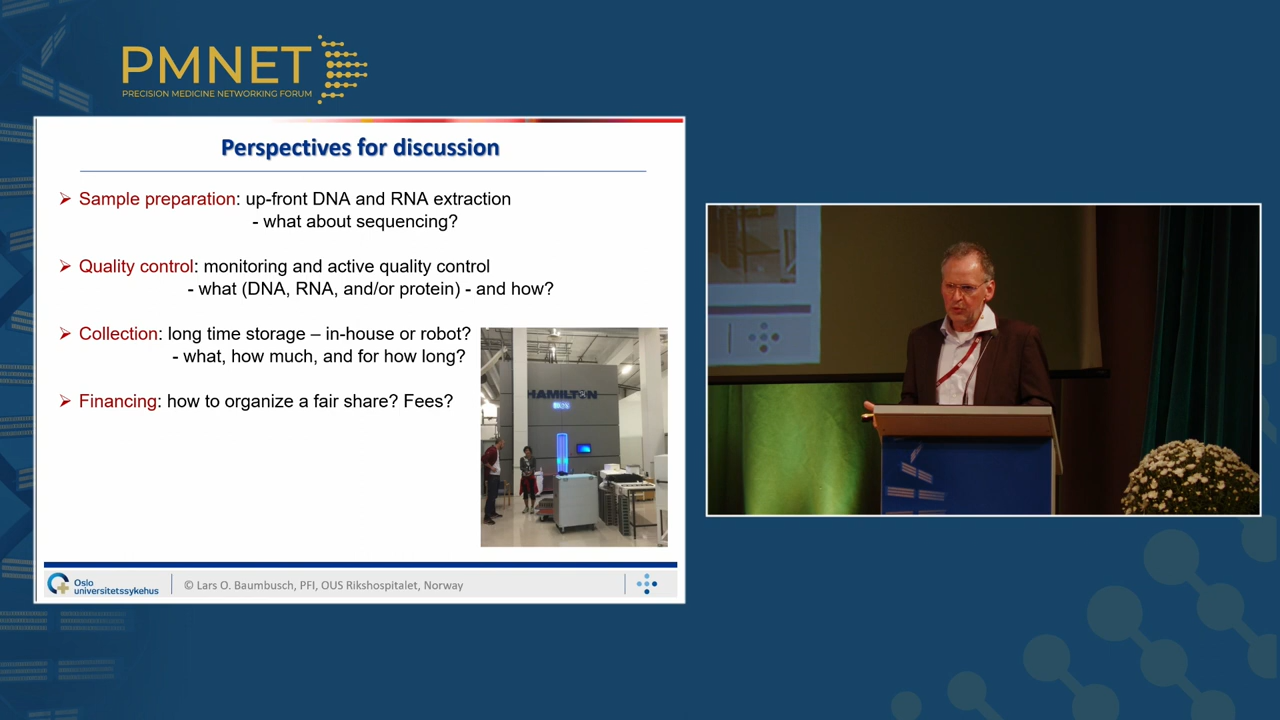 PMNET
PRECISION MEDICINE NETWORKING FORUM
Perspectives for discussion
➢ Sample preparation: up-front DNA and RNA extraction
- what about sequencing?
➢ Quality control: monitoring and active quality control
- what (DNA, RNA, and/or protein) - and how?
➢ Collection: long time storage – in-house or robot?
- what, how much, and for how long?
➢ Financing: how to organize a fair share? Fees?
HAMILTON
Oslo
universitetssykehus
© Lars O. Baumbusch, PFI, OUS Rikshospitalet, Norway